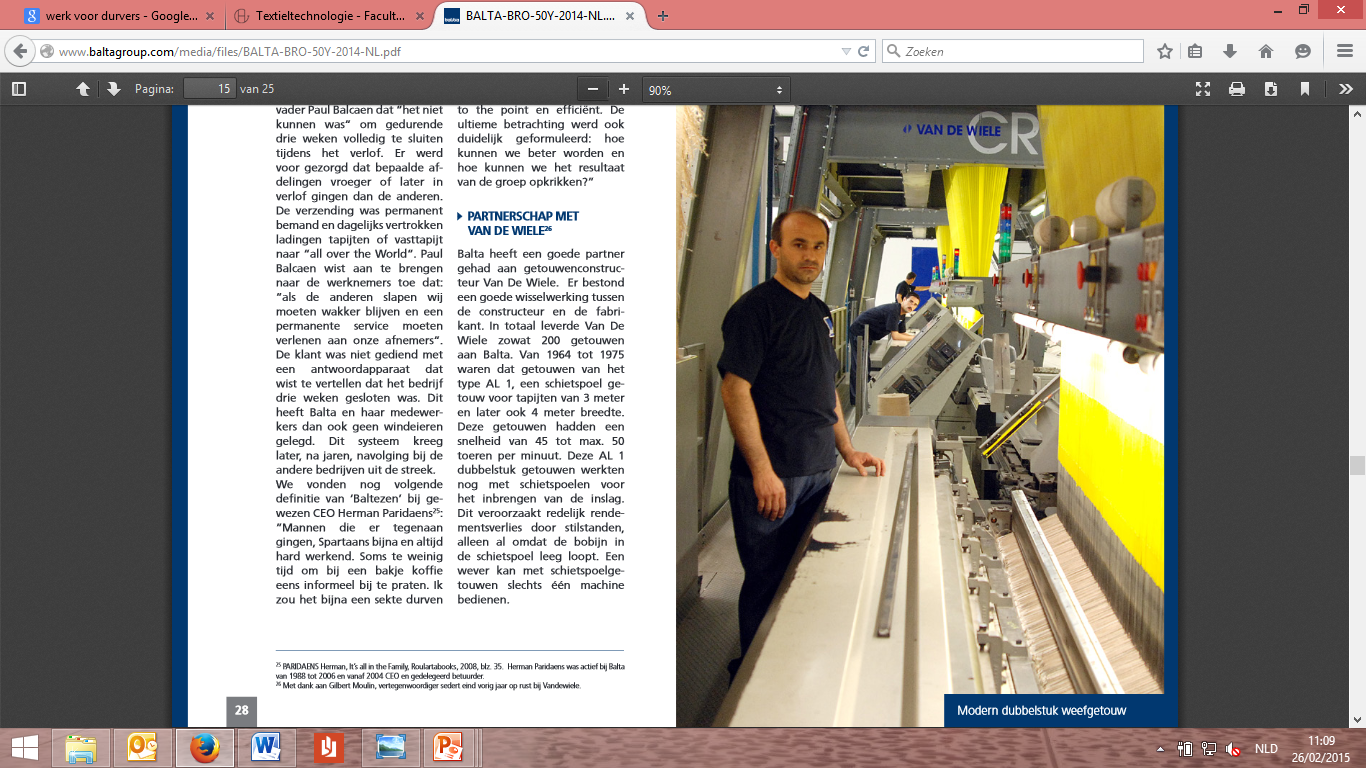 werk voor durvers - Google...
Textieltechnologie - Facult...
BALTA-BRO-50Y-2014-NL....
www.baltagroup.com/media/files/BALTA-BRO-50Y-2014-NL.pdf
Zoeken
Pagina: 15 van 25
90%
vader Paul Balcaen dat "het niet
kunnen was" om gedurende
drie weken volledig te sluiten
tijdens het verlof. Er werd
voor gezorgd dat bepaalde af-
delingen vroeger of later in
verlof gingen dan de anderen.
De verzending was permanent
bemand en dagelijks vertrokken
ladingen tapijten of vasttapijt
naar "all over the World". Paul
Balcaen wist aan te brengen
naar de werknemers toe dat:
"als de anderen slapen wij
moeten wakker blijven en een
permanente service moeten
verlenen aan onze afnemers".
De klant was niet gediend met
een antwoordapparaat dat
wist te vertellen dat het bedrijf
drie weken gesloten was. Dit
heeft Balta en haar medewer-
kers dan ook geen windeieren
gelegd. Dit systeem kreeg
later, na jaren, navolging bij de
andere bedrijven uit de streek.
We vonden nog volgende
definitie van 'Baltezen' bij ge-
wezen CEO Herman Paridaens²⁵:
"Mannen die er tegenaan
gingen, Spartaans bijna en altijd
hard werkend. Soms te weinig
tijd om bij een bakje koffie
eens informeel bij te praten. Ik
zou het bijna een sekte durven
to the point en efficiënt. De
ultieme betrachting werd ook
duidelijk geformuleerd: hoe
kunnen we beter worden en
hoe kunnen we het resultaat
van de groep opkrikken?"
PARTNERSCHAP MET
VAN DE WIELE²⁶
Balta heeft een goede partner
gehad aan getouwenconstruc-
teur Van De Wiele. Er bestond
een goede wisselwerking tussen
de constructeur en de fabri-
kant. In totaal leverde Van De
Wiele zowat 200 getouwen
aan Balta. Van 1964 tot 1975
waren dat getouwen van het
type AL 1, een schietspoel ge-
touw voor tapijten van 3 meter
en later ook 4 meter breedte.
Deze getouwen hadden een
snelheid van 45 tot max. 50
toeren per minuut. Deze AL 1
dubbelstuk getouwen werkten
nog met schietspoelen voor
het inbrengen van de inslag.
Dit veroorzaakt redelijk rende-
mentsverlies door stilstanden,
alleen al omdat de bobijn in
de schietspoel leeg loopt. Een
wever kan met schietspoelge-
touwen slechts één machine
bedienen.
²⁵ PARIDAENS Herman, It's all in the Family, Roulartabooks, 2008, blz. 35. Herman Paridaens was actief bij Balta
van 1988 tot 2006 en vanaf 2004 CEO en gedelegeerd betuurder.
²⁶ Met dank aan Gilbert Moulin, vertegenwoordiger sedert eind vorig jaar op rust bij Vandewiele.
28
VAN DE WIELE CR
Modern dubbelstuk weefgetouw
NLD
11:09
26/02/2015